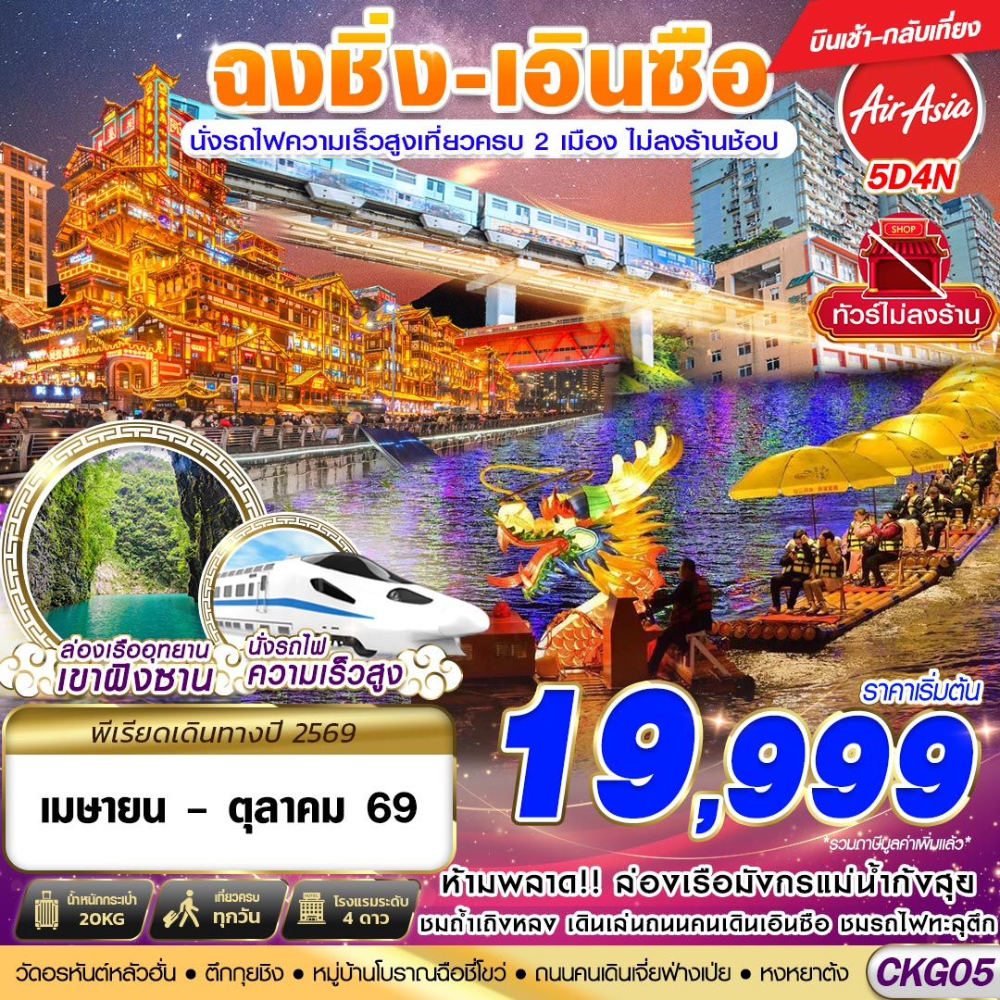 บินเช้า-กลับเที่ยง
ฉงชิ่ง-เอินซือ
AirAsia
นั่งรถไฟความเร็วสูงเที่ยวครบ 2 เมือง ไม่ลงร้านช้อป
5D4N
SHOP
ทัวร์ไม่ลงร้าน
ล่องเรืออุทยาน
เขาผิงซาน
นั่งรถไฟ
ความเร็วสูง
พีเรียดเดินทางปี 2569
เมษายน – ตุลาคม 69
ราคาเริ่มต้น
19,999
*รวมภาษีมูลค่าเพิ่มแล้ว*
ห้ามพลาด!! ล่องเรือมังกรแม่น้ำก้งสุย
ชมถ้ำเถิงหลง เดินเล่นถนนคนเดินเอินซือ ชมรถไฟทะลุตึก
น้ำหนักกระเป๋า
20KG
เที่ยวครบ
ทุกวัน
โรงแรมระดับ
4 ดาว
วัดอรหันต์หลัวฮั่น ● ตึกกุยชิง ● หมู่บ้านโบราณฉือชี่โขว่ ● ถนนคนเดินเจี่ยฟ่างเป่ย ● หงหยาต้ง
CKG05